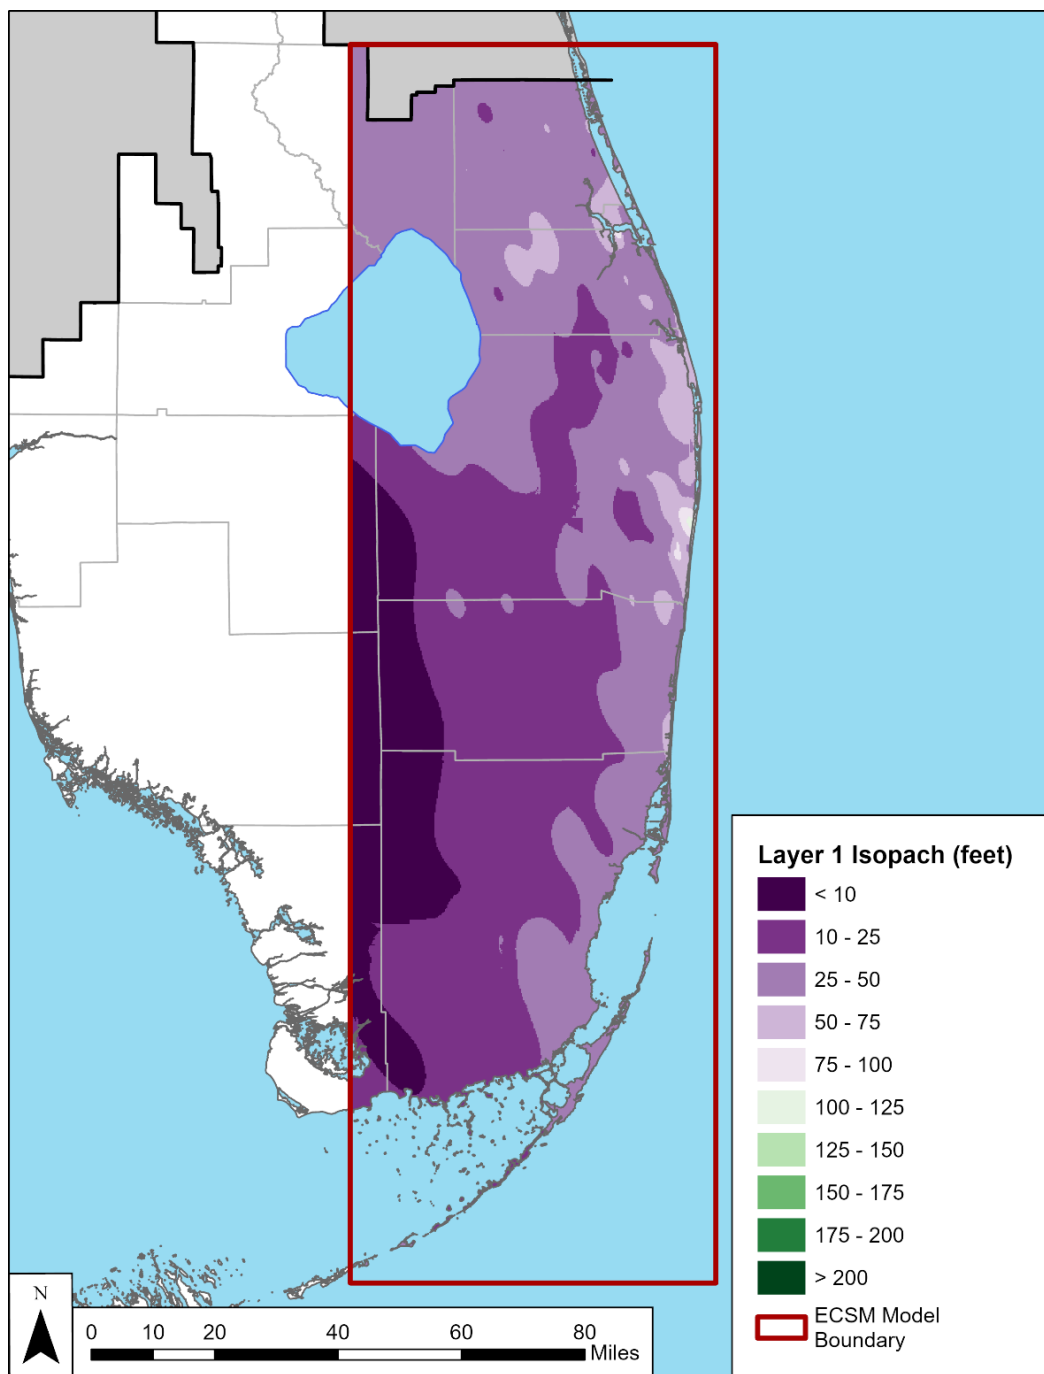 Layer 1 Isopach (feet)
< 10
10 - 25
25 - 50
50 - 75
75 - 100
100 - 125
125 - 150
150 - 175
175 - 200
> 200
ECSM Model
Boundary
N
0 10 20 40 60 80
Miles